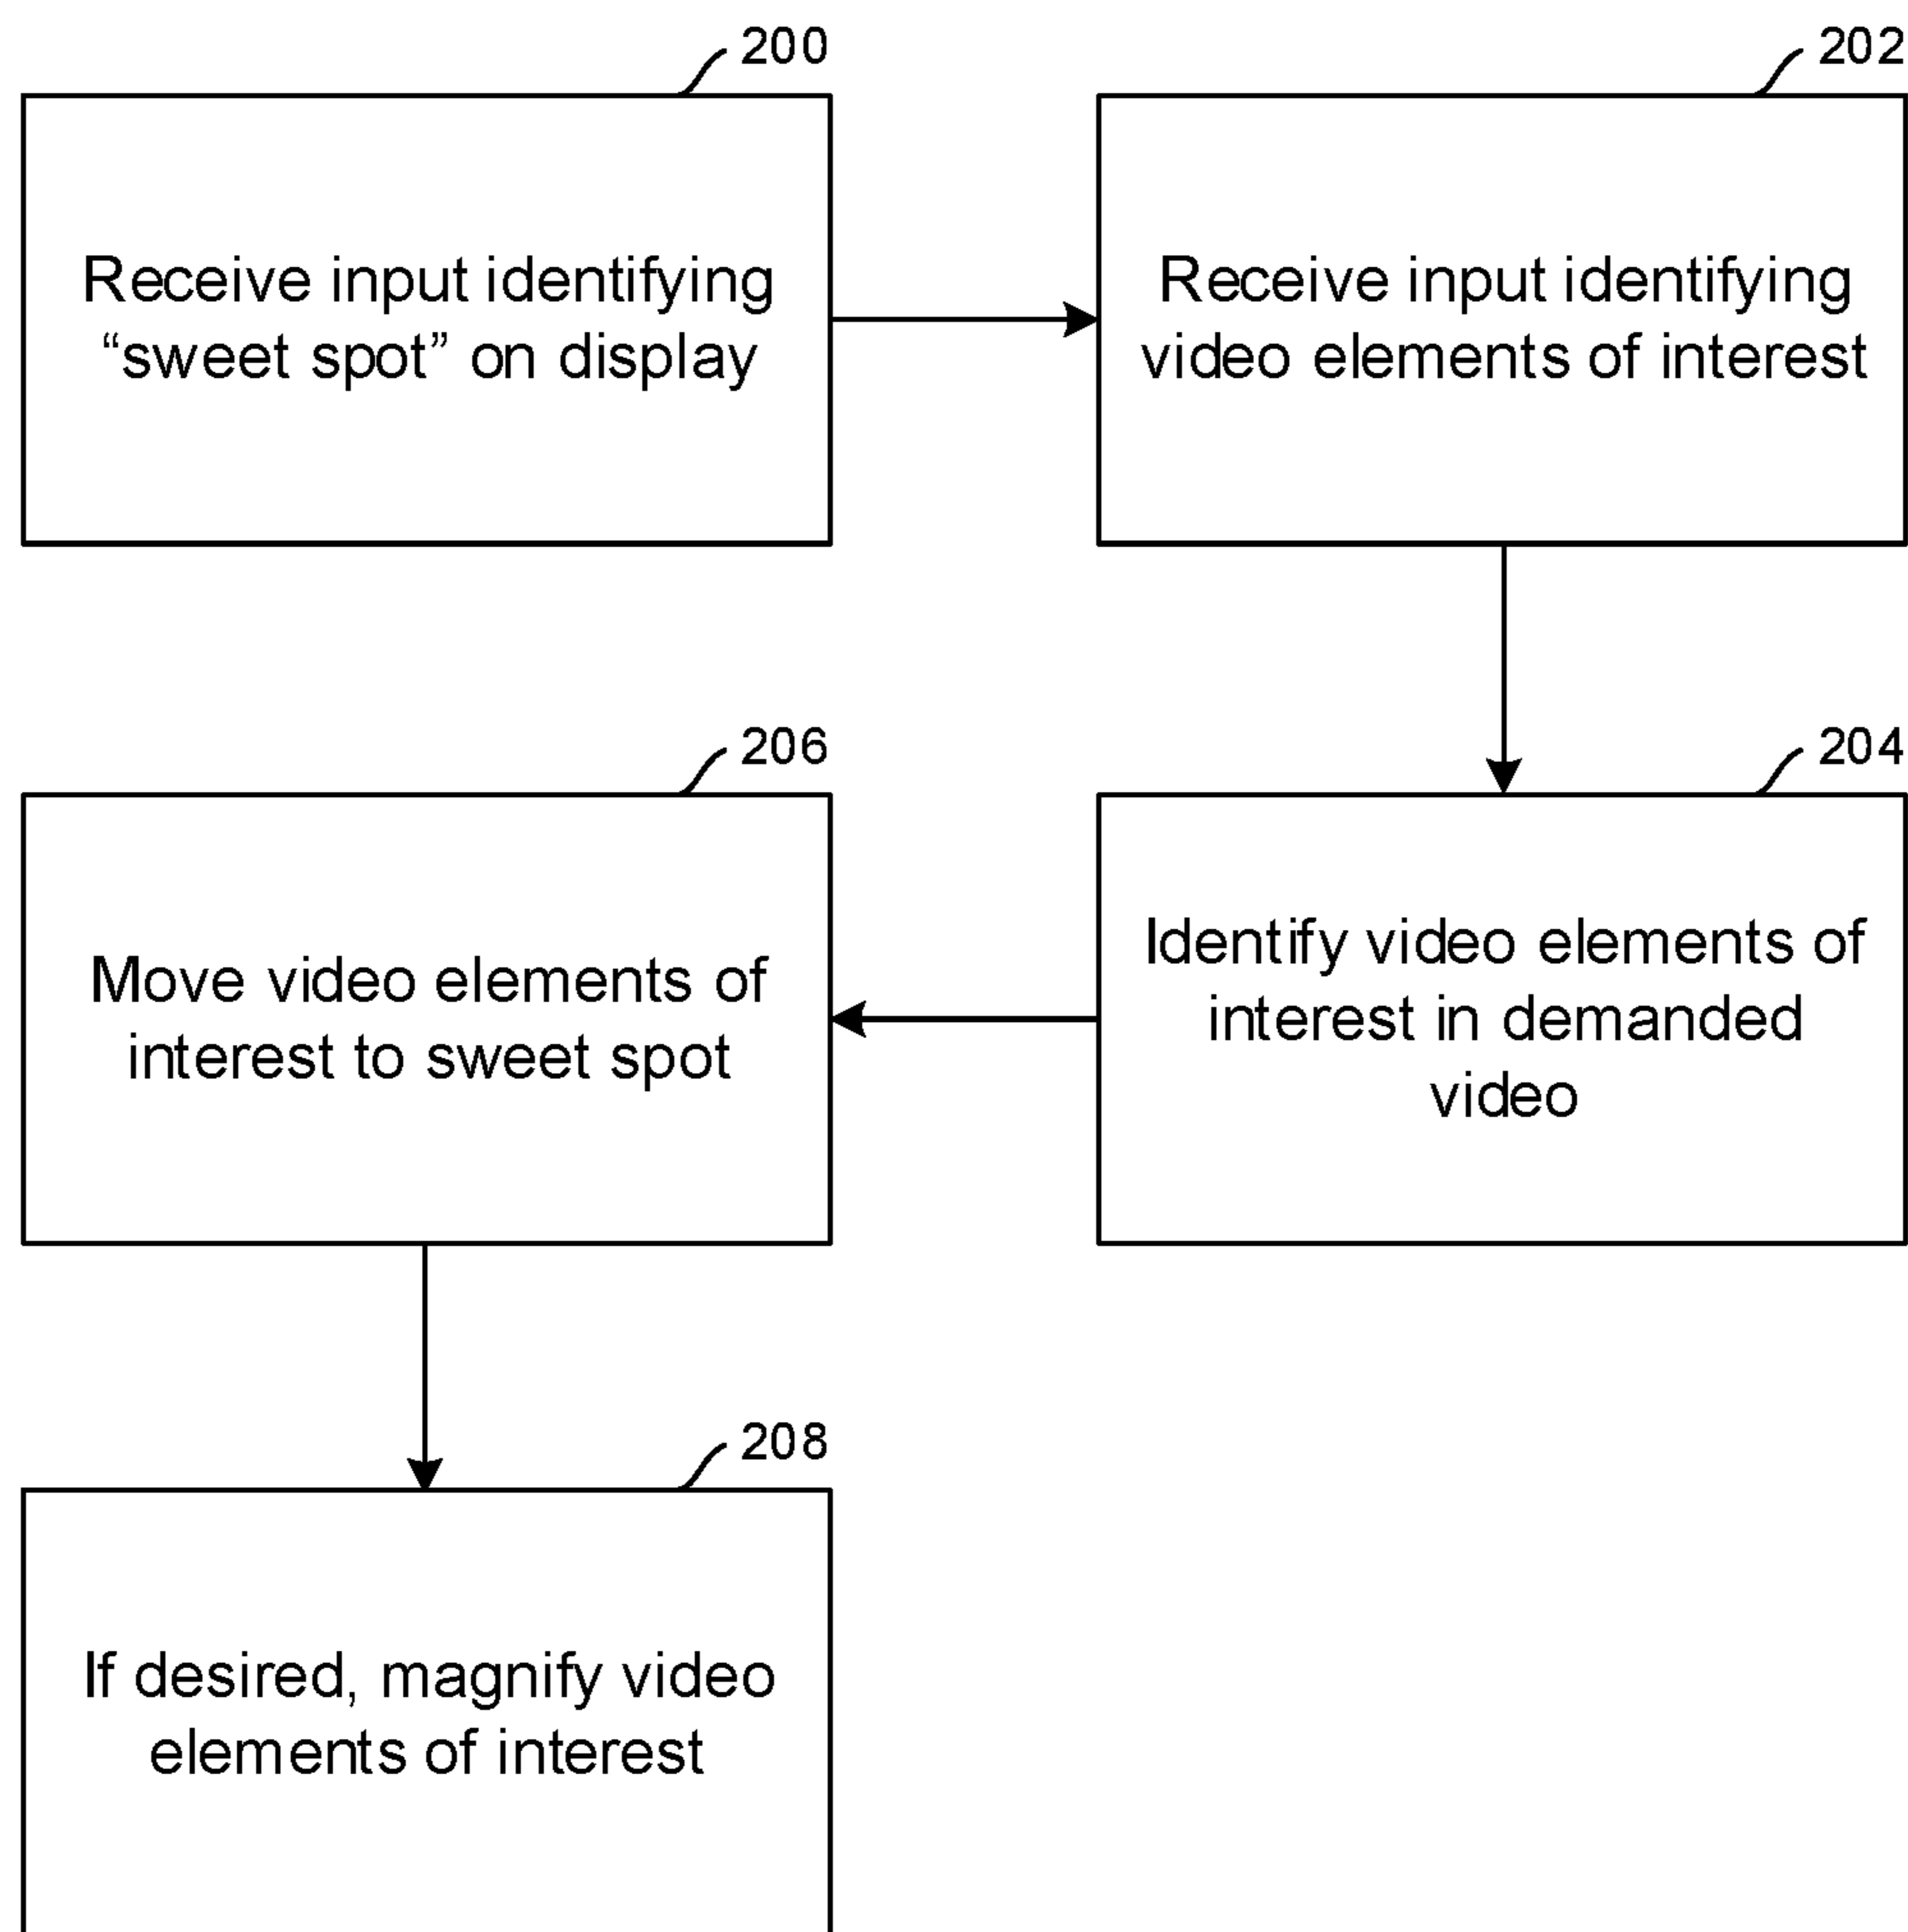 200
Receive input identifying
“sweet spot” on display
202
Receive input identifying
video elements of interest
204
Identify video elements of
interest in demanded
video
206
Move video elements of
interest to sweet spot
208
If desired, magnify video
elements of interest